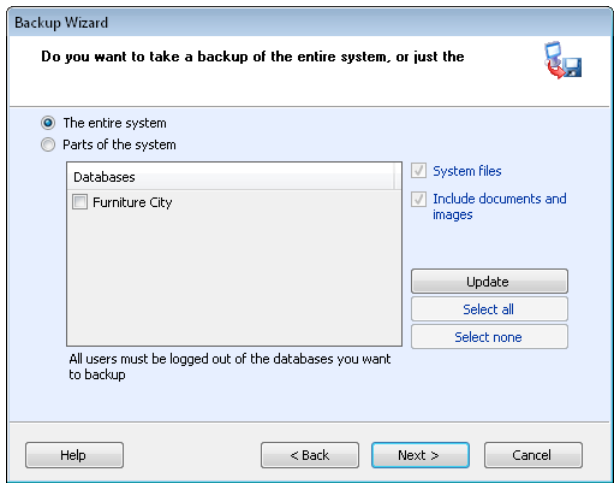 Backup Wizard
Do you want to take a backup of the entire system, or just the
The entire system
Parts of the system
Databases
Furniture City
System files
Include documents and
images
Update
Select all
Select none
All users must be logged out of the databases you want
to backup
Help
< Back
Next >
Cancel